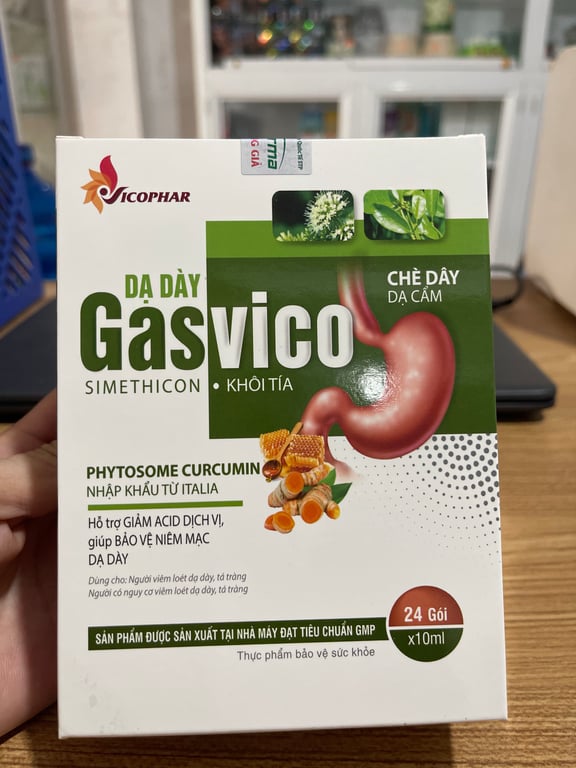 rma
NG GIẢ
VICOPHAR
DẠ DÀY
Gasvico
SIMETHICON • KHÔI TÍA
CHÈ DÂY
DẠ CẨM
PHYTOSOME CURCUMIN
NHẬP KHẨU TỪ ITALIA
Hỗ trợ GIẢM ACID DỊCH VỊ,
giúp BẢO VỆ NIÊM MẠC
DẠ DÀY
Dùng cho: Người viêm loét dạ dày, tá tràng
Người có nguy cơ viêm loét dạ dày, tá tràng
SẢN PHẨM ĐƯỢC SẢN XUẤT TẠI NHÀ MÁY ĐẠT TIÊU CHUẨN GMP
24 Gói
x10ml
Thực phẩm bảo vệ sức khỏe